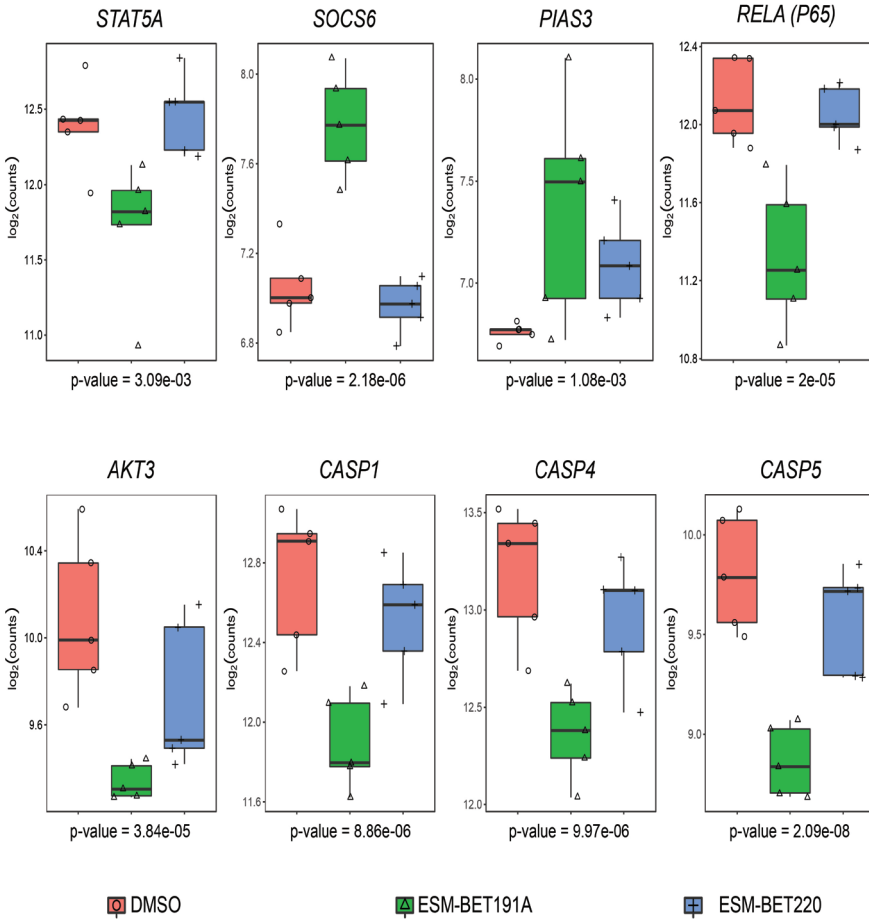 STAT5A SOCS6 PIAS3 RELA (P65)
log2(counts) 12.5 12.0 11.5 11.0
log2(counts) 8.0 7.6 7.2 6.8
log2(counts) 8.0 7.5 7.0
log2(counts) 12.4 12.0 11.6 11.2 10.8
p-value = 3.09e-03 p-value = 2.18e-06 p-value = 1.08e-03 p-value = 2e-05
AKT3 CASP1 CASP4 CASP5
log2(counts) 10.4 10.0 9.6
log2(counts) 12.8 12.4 12.0 11.6
log2(counts) 13.5 13.0 12.5 12.0
log2(counts) 10.0 9.5 9.0
p-value = 3.84e-05 p-value = 8.86e-06 p-value = 9.97e-06 p-value = 2.09e-08
DMSO ESM-BET191A ESM-BET220